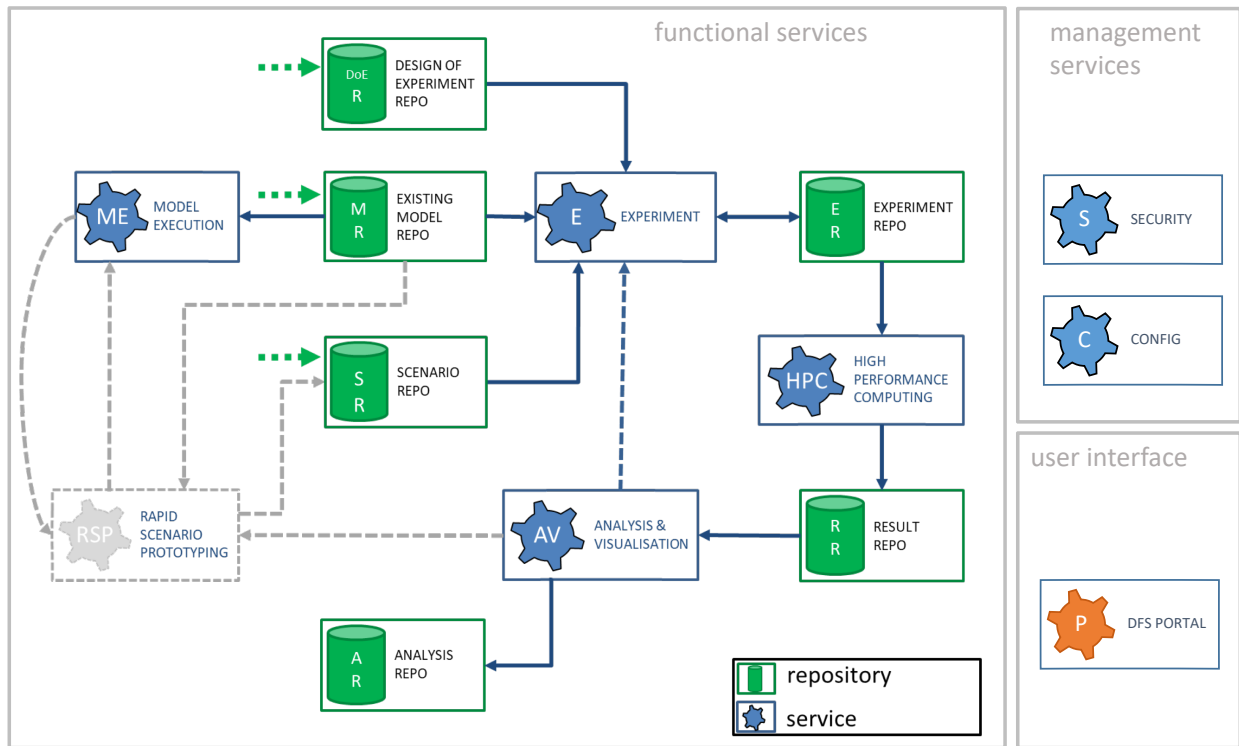 functional services
management
services
user interface
DoE
R
DESIGN OF
EXPERIMENT
REPO
ME
MODEL
EXECUTION
M
R
EXISTING
MODEL
REPO
E
EXPERIMENT
E
R
EXPERIMENT
REPO
S
SECURITY
C
CONFIG
S
R
SCENARIO
REPO
HPC
HIGH
PERFORMANCE
COMPUTING
RSP
RAPID
SCENARIO
PROTOTYPING
AV
ANALYSIS &
VISUALISATION
R
R
RESULT
REPO
P
DFS PORTAL
A
R
ANALYSIS
REPO
repository
service